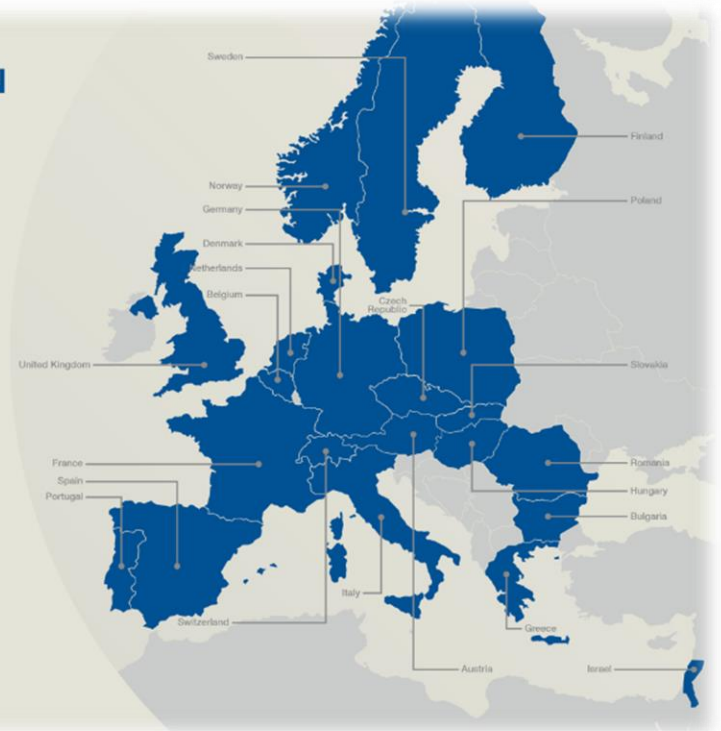 Sweden
Finland
Norway
Poland
Germany
Denmark
Netherlands
Belgium
Czech
Republic
United Kingdom
Slovakia
France
Romania
Spain
Hungary
Portugal
Bulgaria
Italy
Switzerland
Greece
Austria
Israel